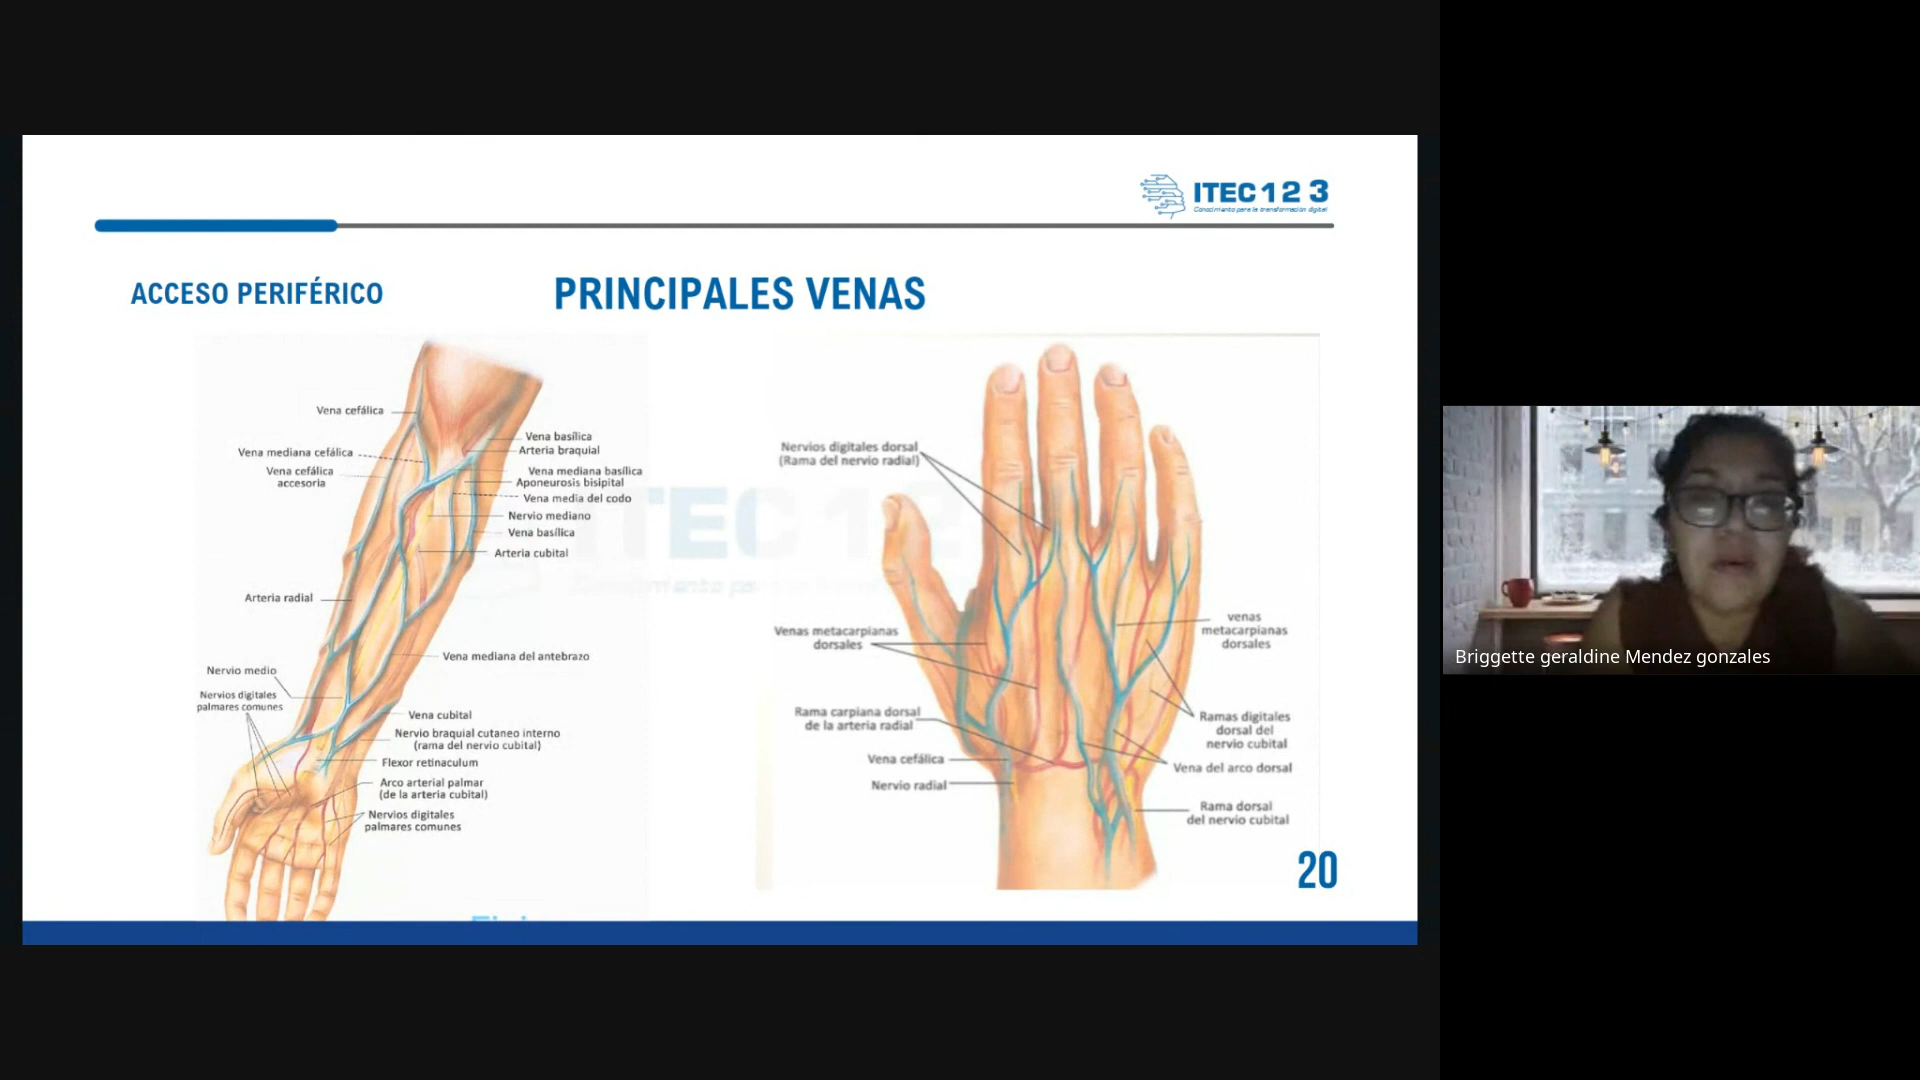 ITEC 1 2 3
Conocimiento para la transformación digital
ACCESO PERIFÉRICO
PRINCIPALES VENAS
Vena cefálica
Vena mediana cefálica
Vena cefálica
accesoria
Arteria radial
Nervio medio
Nervios digitales
palmares comunes
Vena basílica
Arteria braquial
Vena mediana basílica
Aponeurosis bisipital
Vena media del codo
Nervio mediano
Vena basílica
Arteria cubital
Vena mediana del antebrazo
Vena cubital
Nervio braquial cutaneo interno
(rama del nervio cubital)
Flexor retinaculum
Arco arterial palmar
(de la arteria cubital)
Nervios digitales
palmares comunes
Nervios digitales dorsal
(Rama del nervio radial)
Venas metacarpianas
dorsales
Rama carpiana dorsal
de la arteria radial
Vena cefálica
Nervio radial
venas
metacarpianas
dorsales
Ramas digitales
dorsal del
nervio cubital
Vena del arco dorsal
Rama dorsal
del nervio cubital
20
Briggette geraldine Mendez gonzales